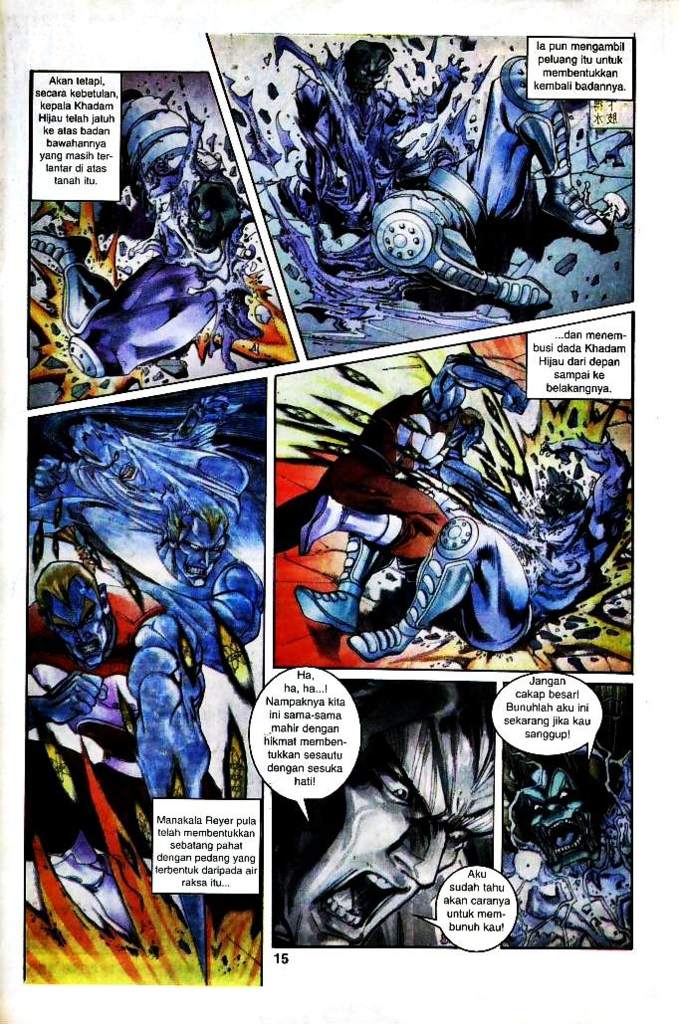 Akan tetapi,
secara kebetulan,
kepala Khadam
Hijau telah jatuh
ke atas badan
bawahannya
yang masih ter-
lantar di atas
tanah itu.
Ia pun mengambil
peluang itu untuk
membentukkan
kembali badannya.
Manakala Reyer pula
telah membentukkan
sebatang pahat
dengan pedang yang
terbentuk daripada air
raksa itu...
...dan menem-
busi dada Khadam
Hijau dari depan
sampai ke
belakangnya.
Ha,
ha, ha...!
Nampaknya kita
ini sama-sama
mahir dengan
hikmat memben-
tukkan sesautu
dengan sesuka
hati!
Aku
sudah tahu
akan caranya
untuk mem-
bunuh kau!
Jangan
cakap besar!
Bunuhlah aku ini
sekarang jika kau
sanggup!
15